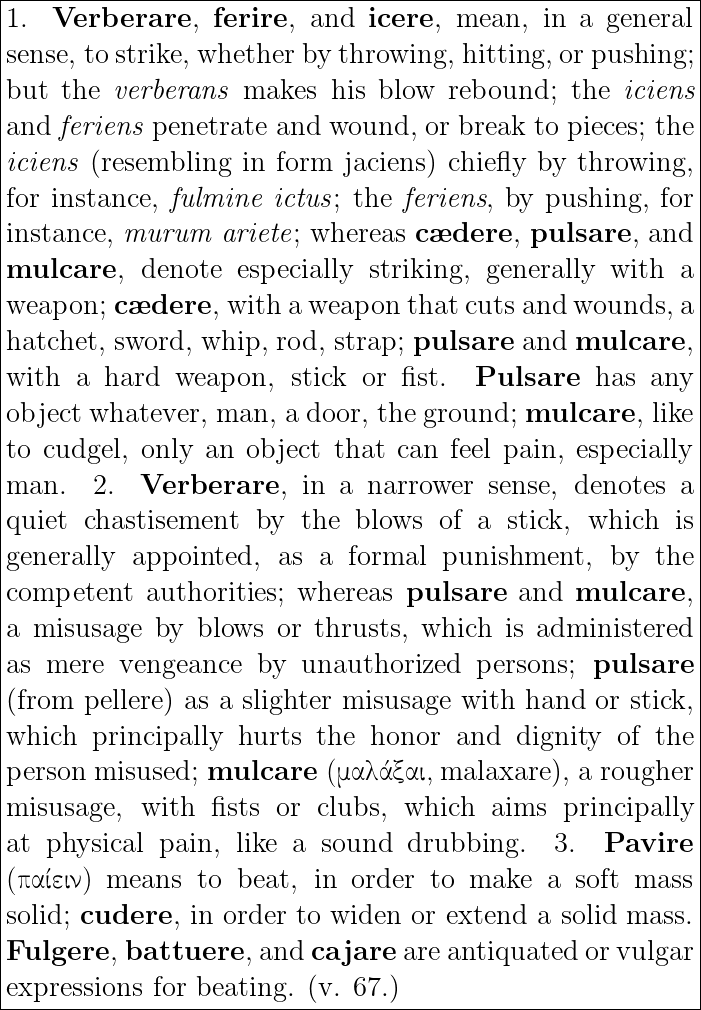 1. Verberare, ferire, and icere, mean, in a general
sense, to strike, whether by throwing, hitting, or pushing;
but the verberans makes his blow rebound; the iciens
and feriens penetrate and wound, or break to pieces; the
iciens (resembling in form jaciens) chiefly by throwing,
for instance, fulmine ictus; the feriens, by pushing, for
instance, murum ariete; whereas cædere, pulsare, and
mulcare, denote especially striking, generally with a
weapon; cædere, with a weapon that cuts and wounds, a
hatchet, sword, whip, rod, strap; pulsare and mulcare,
with a hard weapon, stick or fist. Pulsare has any
object whatever, man, a door, the ground; mulcare, like
to cudgel, only an object that can feel pain, especially
man. 2. Verberare, in a narrower sense, denotes a
quiet chastisement by the blows of a stick, which is
generally appointed, as a formal punishment, by the
competent authorities; whereas pulsare and mulcare,
a misusage by blows or thrusts, which is administered
as mere vengeance by unauthorized persons; pulsare
(from pellere) as a slighter misusage with hand or stick,
which principally hurts the honor and dignity of the
person misused; mulcare (μαλάξαι, malaxare), a rougher
misusage, with fists or clubs, which aims principally
at physical pain, like a sound drubbing. 3. Pavire
(παίειν) means to beat, in order to make a soft mass
solid; cudere, in order to widen or extend a solid mass.
Fulgere, battuere, and cajare are antiquated or vulgar
expressions for beating. (v. 67.)